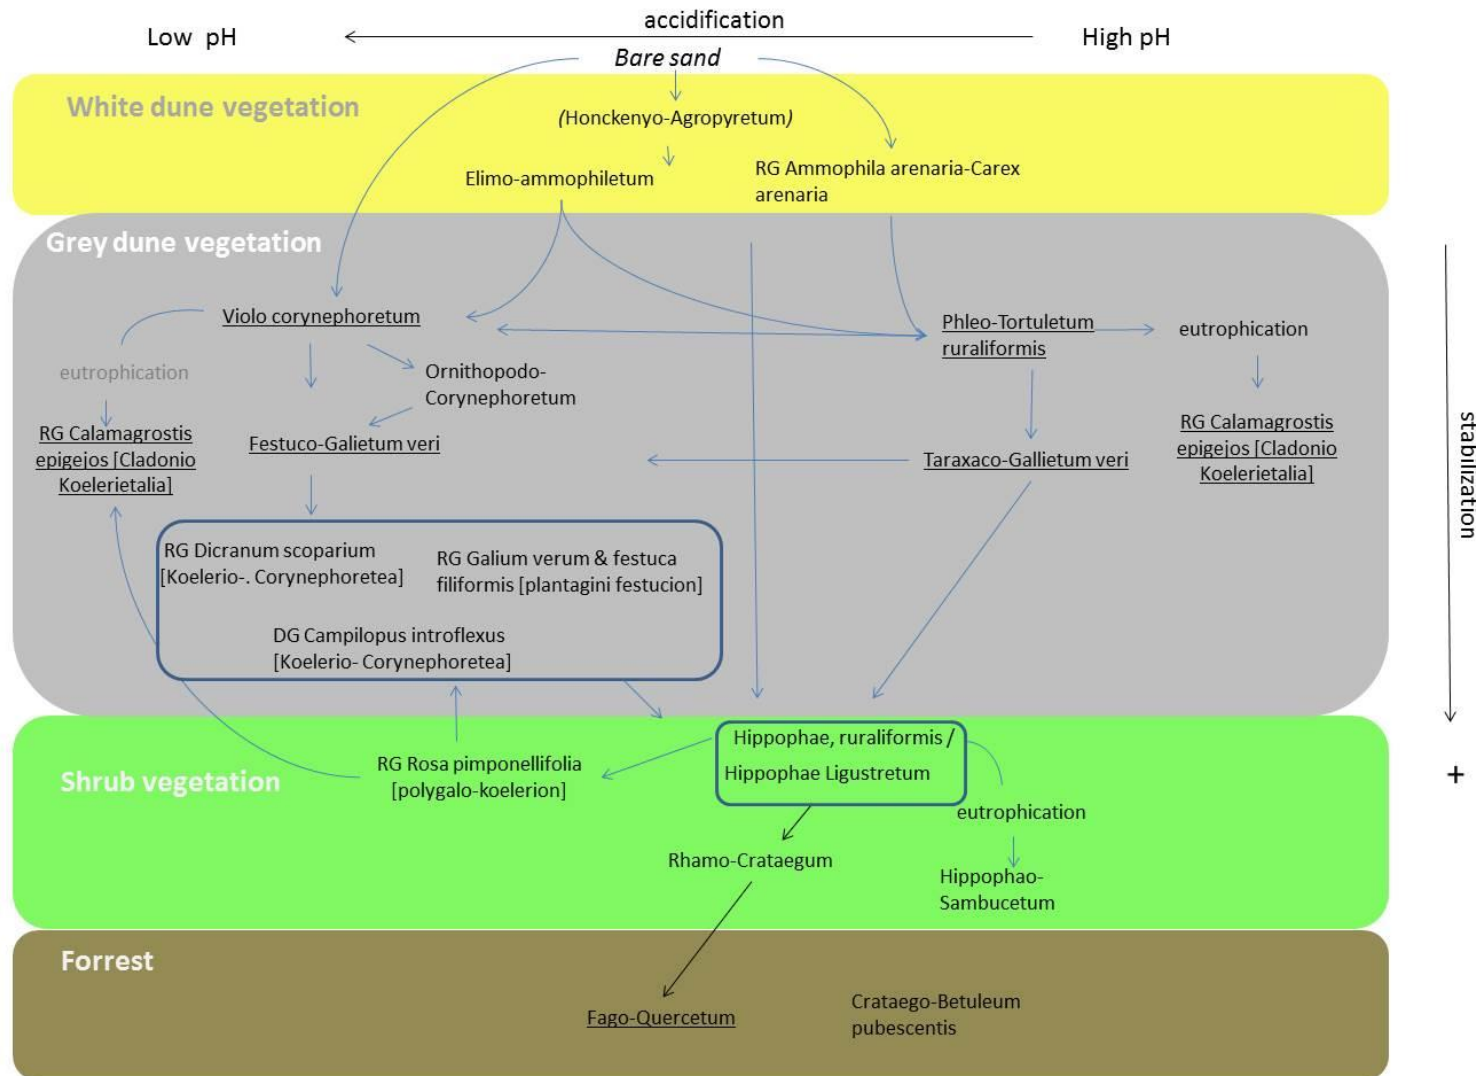 accidification
Low pH
High pH
Bare sand
White dune vegetation
(Honckenyo-Agropyretum)
Elimo-ammophiletum
RG Ammophila arenaria-Carex
arenaria
Grey dune vegetation
Violo corynephoretum
Phleo-Tortuletum
ruraliformis
eutrophication
eutrophication
Ornithopodo-
Corynephoretum
RG Calamagrostis
epigejos [Cladonio
Koelerietalia]
Festuco-Galietum veri
Taraxaco-Gallietum veri
RG Calamagrostis
epigejos [Cladonio
Koelerietalia]
stabilization
RG Dicranum scoparium
[Koelerio-. Corynephoretea]
RG Galium verum & festuca
filiformis [plantagini festucion]
DG Campilopus introflexus
[Koelerio- Corynephoretea]
Shrub vegetation
RG Rosa pimponellifolia
[polygalo-koelerion]
Hippophae, ruraliformis /
Hippophae Ligustretum
+
eutrophication
Rhamo-Crataegum
Hippophao-
Sambucetum
Forrest
Fago-Quercetum
Crataego-Betuleum
pubescentis